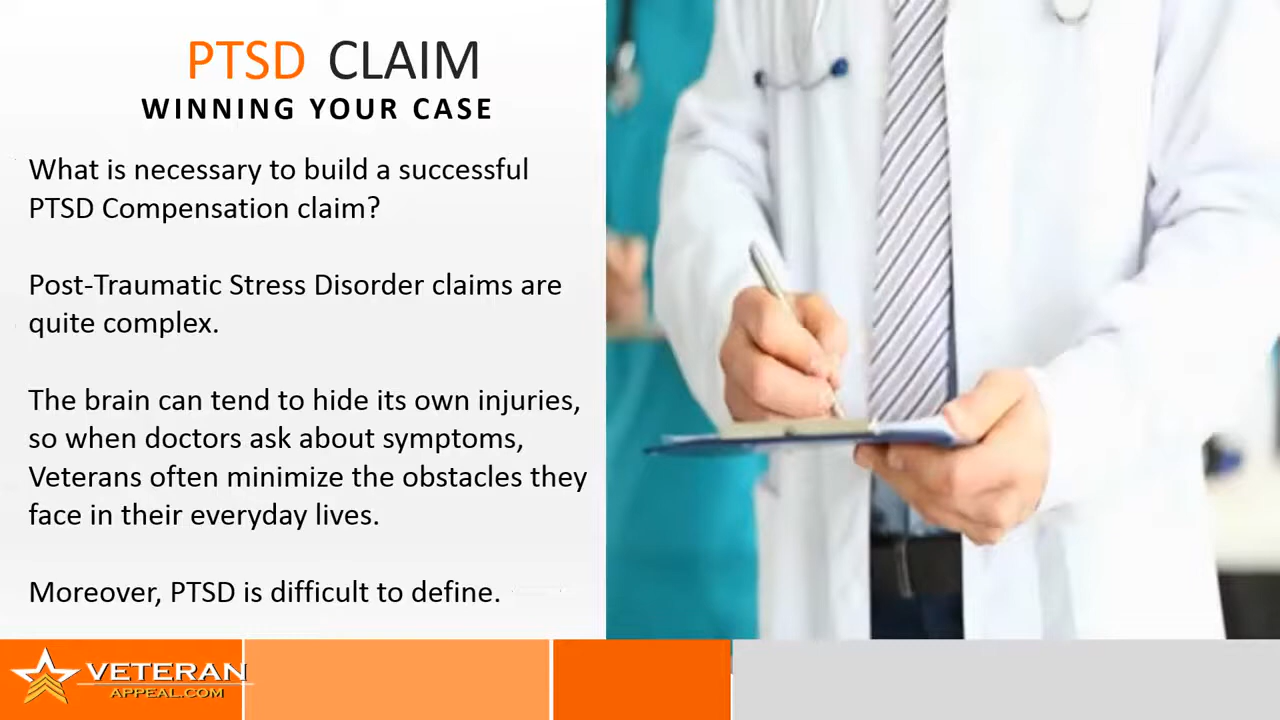 PTSD CLAIM
WINNING YOUR CASE
What is necessary to build a successful
PTSD Compensation claim?
Post-Traumatic Stress Disorder claims are
quite complex.
The brain can tend to hide its own injuries,
so when doctors ask about symptoms,
Veterans often minimize the obstacles they
face in their everyday lives.
Moreover, PTSD is difficult to define.
VETERAN
APPEAL.COM